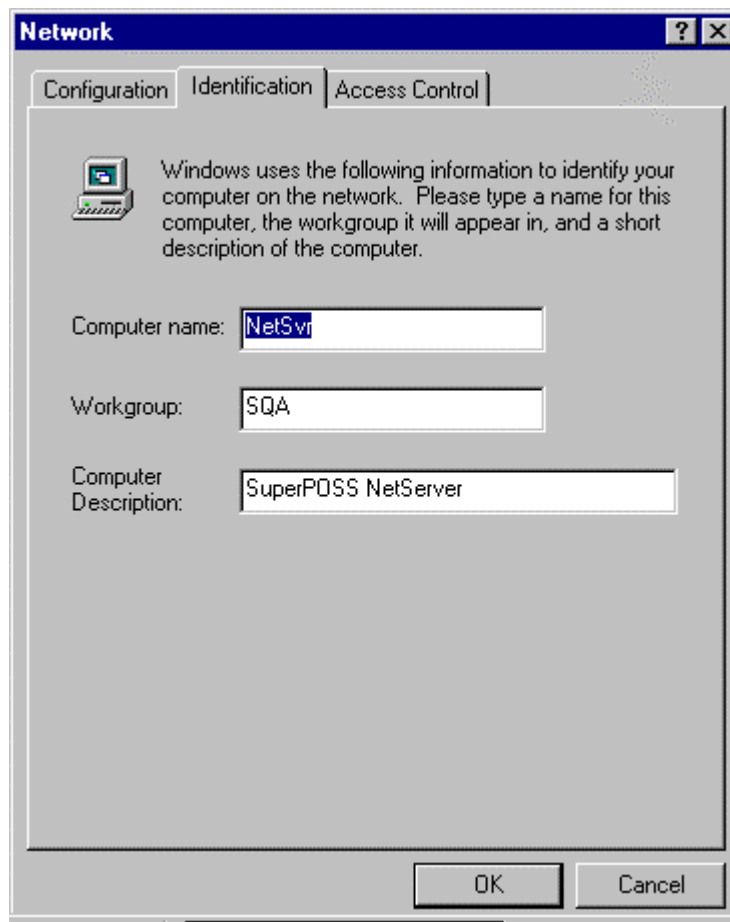 Network
Configuration Identification Access Control
Windows uses the following information to identify your
computer on the network. Please type a name for this
computer, the workgroup it will appear in, and a short
description of the computer.
Computer name: NetSvr
Workgroup: SQA
Computer
Description: SuperPOSS NetServer
OK Cancel